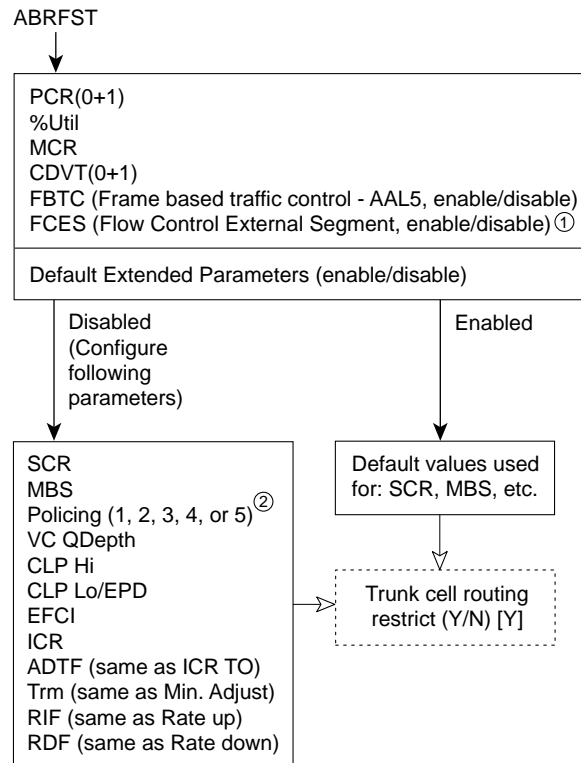 ABRFST
PCR(0+1)
%Util
MCR
CDVT(0+1)
FBTC (Frame based traffic control - AAL5, enable/disable)
FCES (Flow Control External Segment, enable/disable) ①
Default Extended Parameters (enable/disable)
Disabled
(Configure
following
parameters)
Enabled
SCR
MBS
Policing (1, 2, 3, 4, or 5) ②
VC QDepth
CLP Hi
CLP Lo/EPD
EFCI
ICR
ADTF (same as ICR TO)
Trm (same as Min. Adjust)
RIF (same as Rate up)
RDF (same as Rate down)
Default values used
for: SCR, MBS, etc.
Trunk cell routing
restrict (Y/N) [Y]